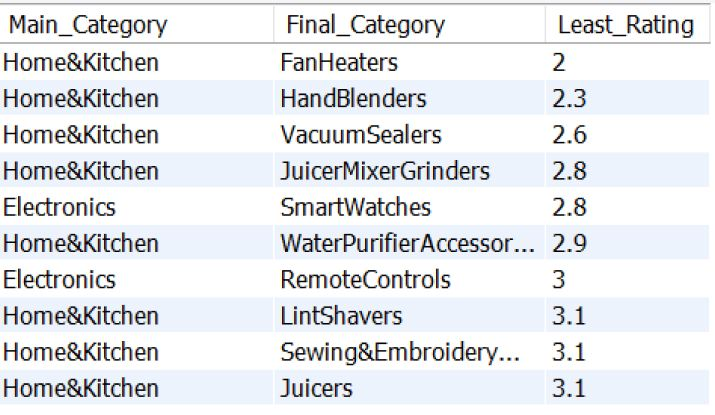 Main_Category Final_Category Least_Rating
Home&Kitchen FanHeaters 2
Home&Kitchen HandBlenders 2.3
Home&Kitchen VacuumSealers 2.6
Home&Kitchen JuicerMixerGrinders 2.8
Electronics SmartWatches 2.8
Home&Kitchen WaterPurifierAccessor... 2.9
Electronics RemoteControls 3
Home&Kitchen LintShavers 3.1
Home&Kitchen Sewing&Embroidery... 3.1
Home&Kitchen Juicers 3.1